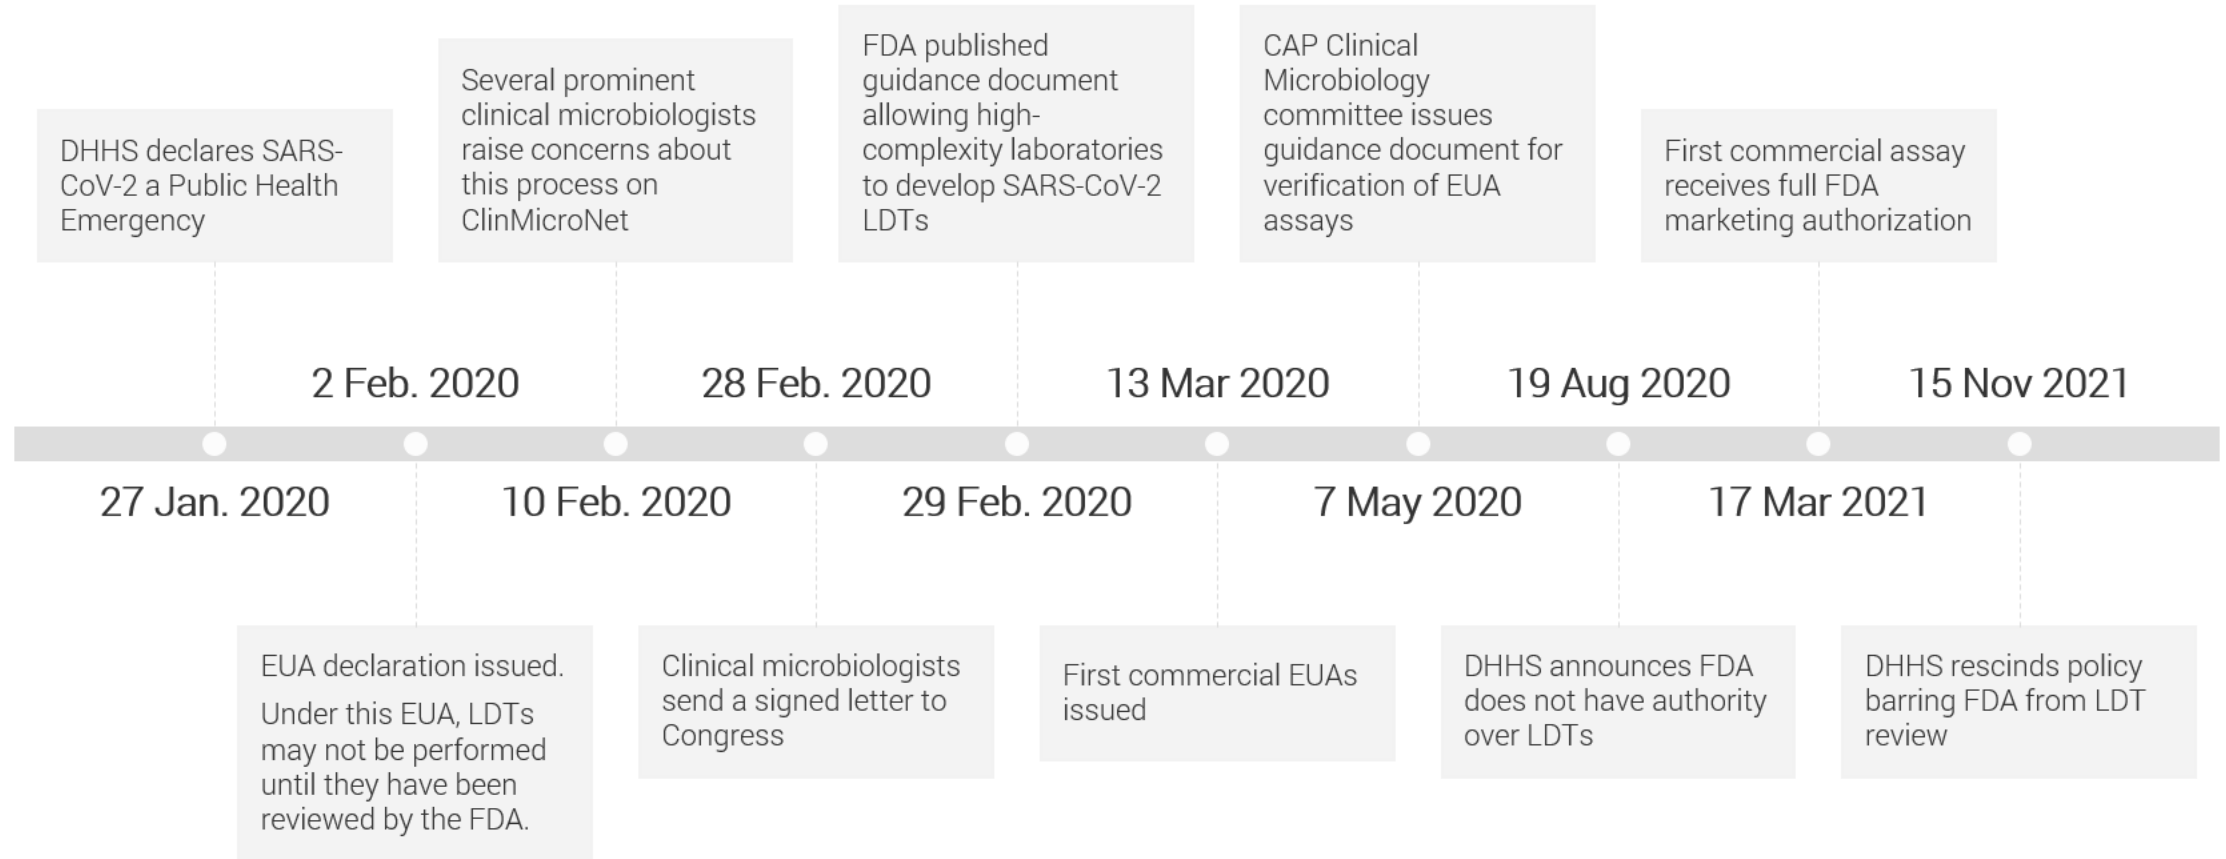 DHHS declares SARS-
CoV-2 a Public Health
Emergency
27 Jan. 2020
2 Feb. 2020
EUA declaration issued.
Under this EUA, LDTs
may not be performed
until they have been
reviewed by the FDA.
Several prominent
clinical microbiologists
raise concerns about
this process on
ClinMicroNet
10 Feb. 2020
28 Feb. 2020
Clinical microbiologists
send a signed letter to
Congress
FDA published
guidance document
allowing high-
complexity laboratories
to develop SARS-CoV-2
LDTs
29 Feb. 2020
13 Mar 2020
First commercial EUAs
issued
CAP Clinical
Microbiology
committee issues
guidance document for
verification of EUA
assays
7 May 2020
19 Aug 2020
DHHS announces FDA
does not have authority
over LDTs
First commercial assay
receives full FDA
marketing authorization
17 Mar 2021
15 Nov 2021
DHHS rescinds policy
barring FDA from LDT
review